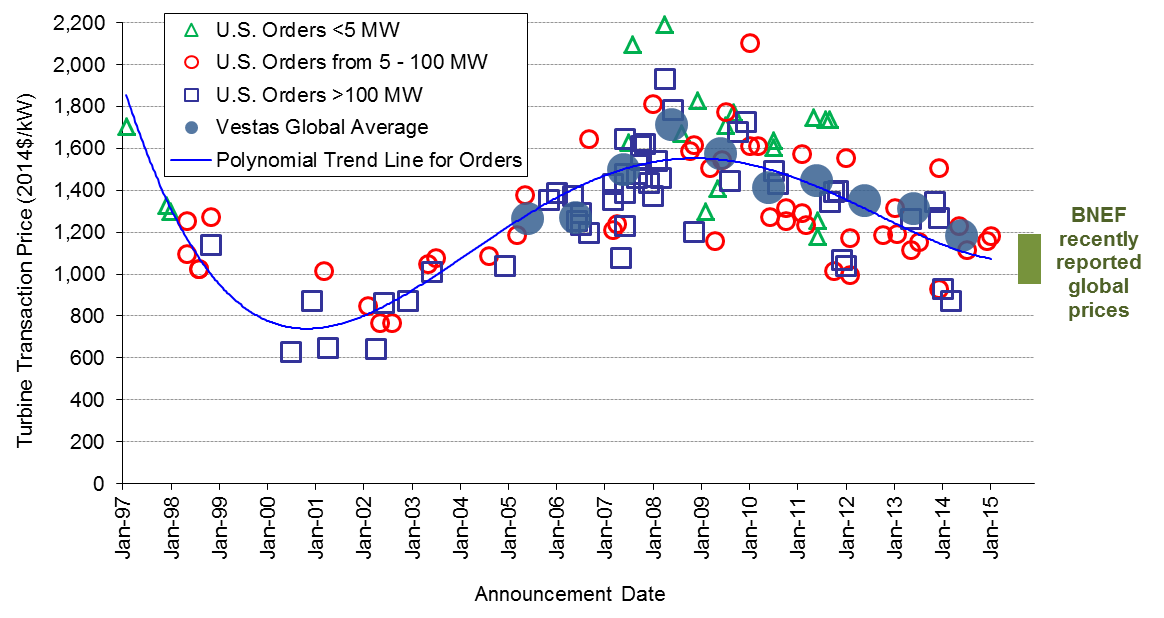 2,200
2,000
1,800
1,600
1,400
1,200
1,000
800
600
400
200
0
Turbine Transaction Price (2014$/kW)
U.S. Orders <5 MW
U.S. Orders from 5 - 100 MW
U.S. Orders >100 MW
Vestas Global Average
Polynomial Trend Line for Orders
BNEF
recently
reported
global
prices
Jan-97
Jan-98
Jan-99
Jan-00
Jan-01
Jan-02
Jan-03
Jan-04
Jan-05
Jan-06
Jan-07
Jan-08
Jan-09
Jan-10
Jan-11
Jan-12
Jan-13
Jan-14
Jan-15
Announcement Date